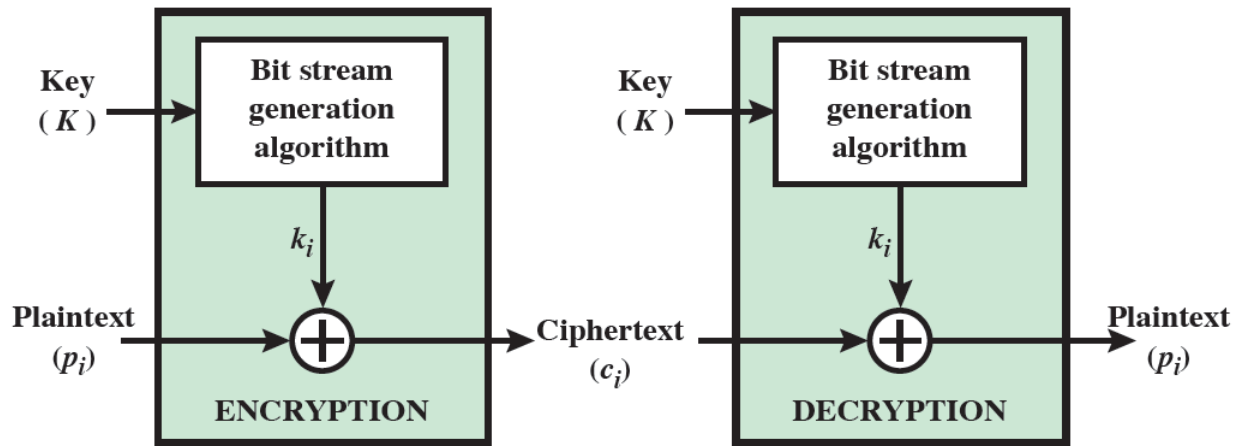 Key
( K )
Bit stream
generation
algorithm
k_i
Plaintext
(p_i)
ENCRYPTION
Ciphertext
(c_i)
Key
( K )
Bit stream
generation
algorithm
k_i
DECRYPTION
Plaintext
(p_i)